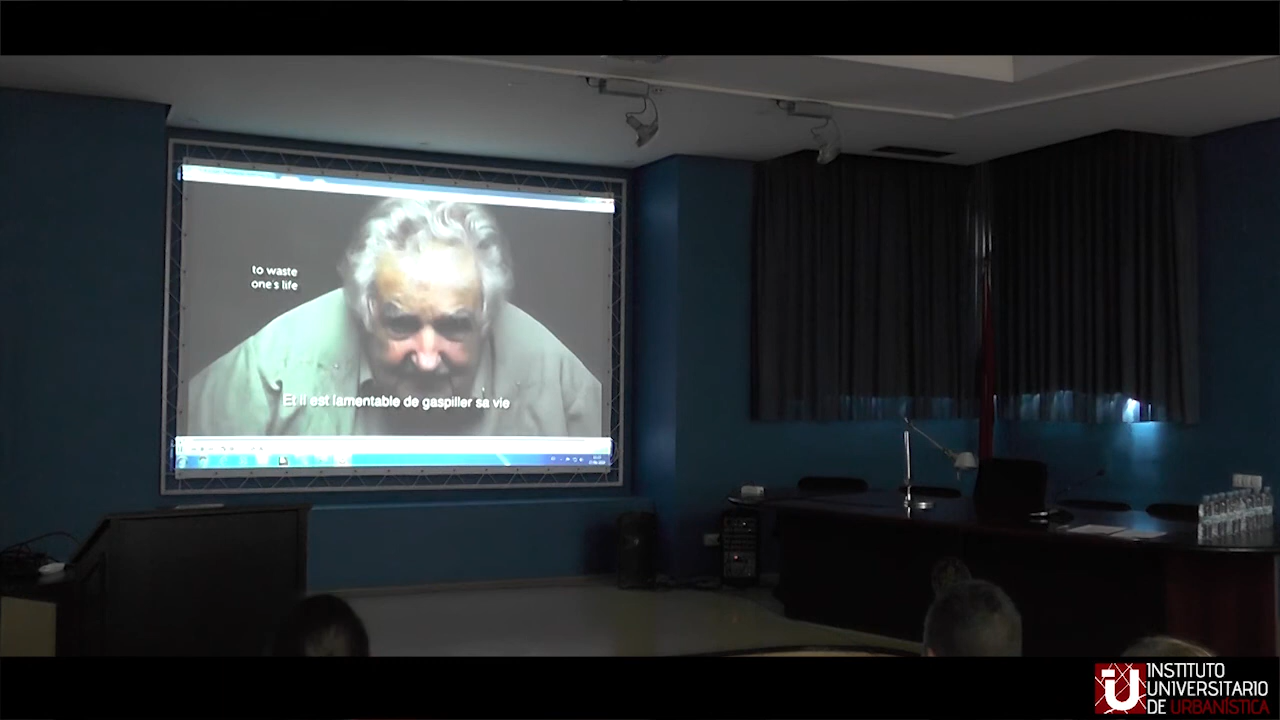 to waste
one's life
Et il est lamentable de gaspiller sa vie
INSTITUTO
UNIVERSITARIO
DE URBANÍSTICA